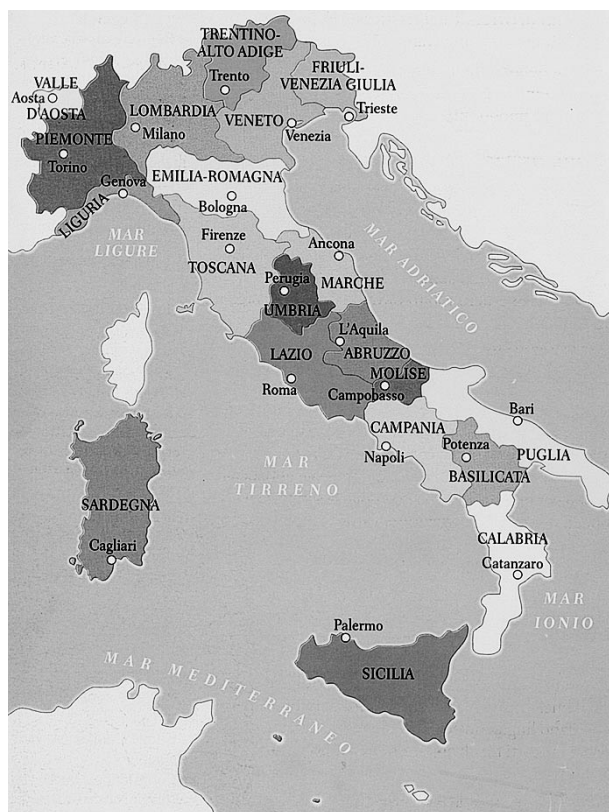 TRENTINO-
ALTO ADIGE
Trento
FRIULI-
VENEZIA GIULIA
Trieste
VALLE
Aosta
D'AOSTA
LOMBARDIA
Milano
VENETO
Venezia
PIEMONTE
Torino
Genova
LIGURIA
EMILIA-ROMAGNA
Bologna
MAR
LIGURE
Firenze
TOSCANA
Ancona
MARCHE
MAR ADRIATICO
Perugia
UMBRIA
L'Aquila
ABRUZZO
LAZIO
Roma
MOLISE
Campobasso
CAMPANIA
Napoli
Bari
PUGLIA
Potenza
BASILICATA
MAR
TIRRENO
SARDEGNA
Cagliari
CALABRIA
Catanzaro
MAR
IONIO
Palermo
SICILIA
MAR MEDITERRANEO